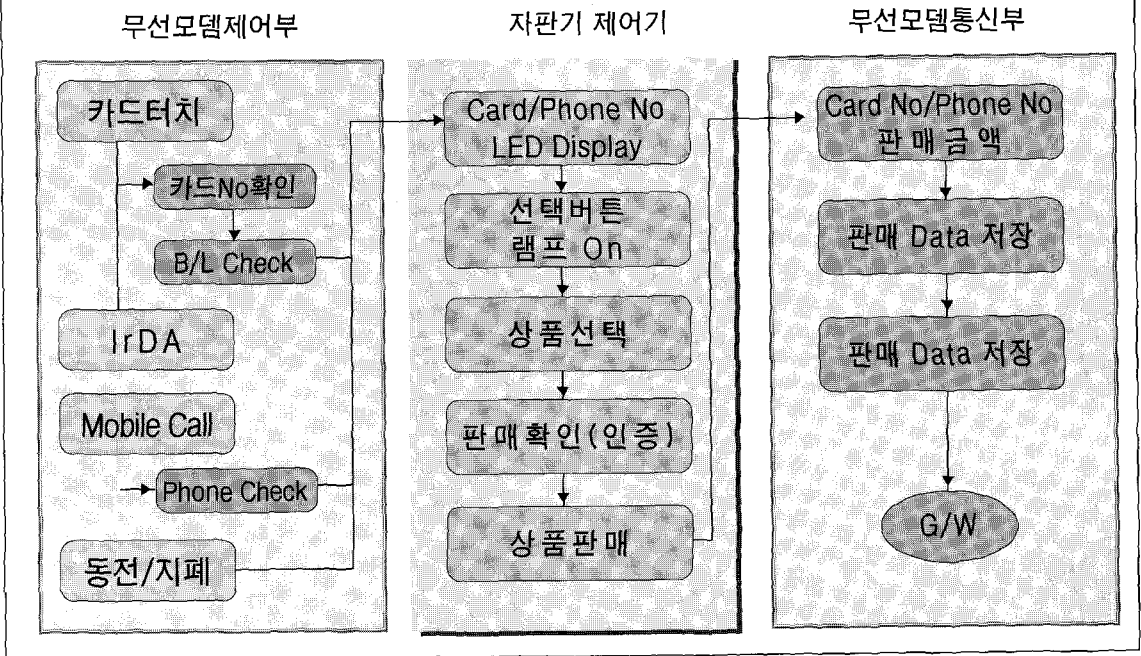 무선모뎀제어부
카드터치
카드No확인
B/L Check
IrDA
Mobile Call
Phone Check
동전/지폐
자판기 제어기
Card/Phone No
LED Display
선택버튼
램프 On
상품선택
판매확인(인증)
상품판매
무선모뎀통신부
Card No/Phone No
판매금액
판매 Data 저장
판매 Data 저장
G/W